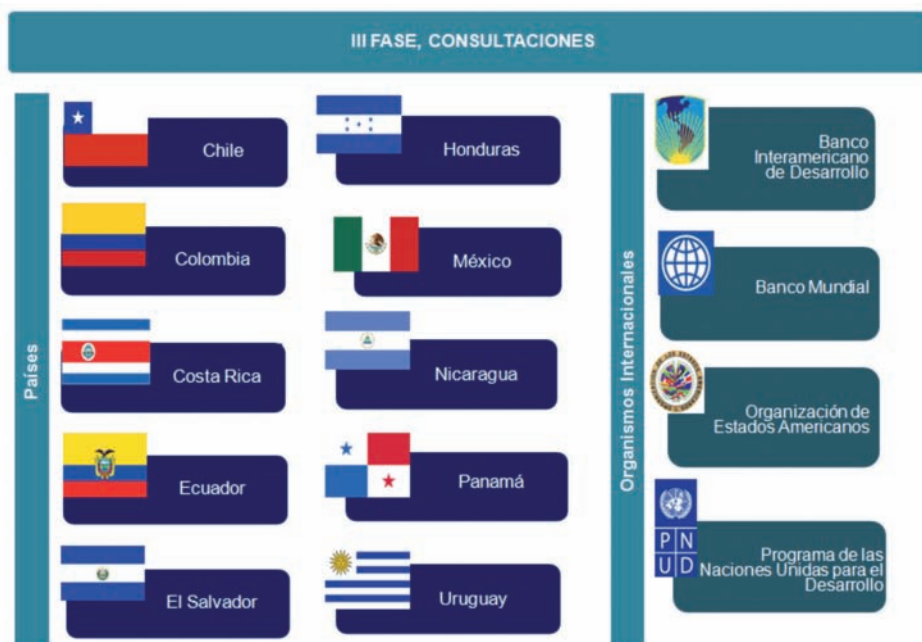 III FASE, CONSULTACIONES
Países
Chile
Colombia
Costa Rica
Ecuador
El Salvador
Honduras
México
Nicaragua
Panamá
Uruguay
Organismos Internacionales
Banco
Interamericano
de Desarrollo
Banco Mundial
Organización de
Estados Americanos
P N
U D
Programa de las
Naciones Unidas para el
Desarrollo